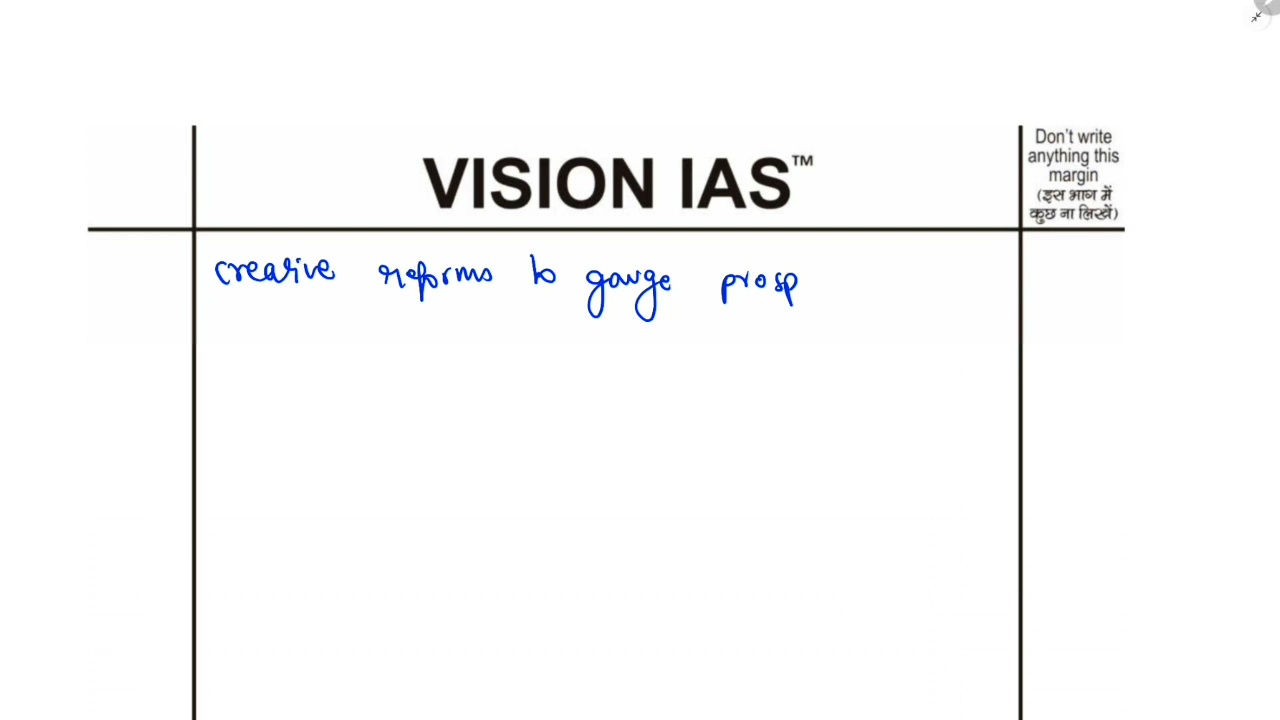 Don't write
anything this
margin
(इस भाग में
कुछ ना लिखें)
VISION IAS™
creative reforms to gauge prosp